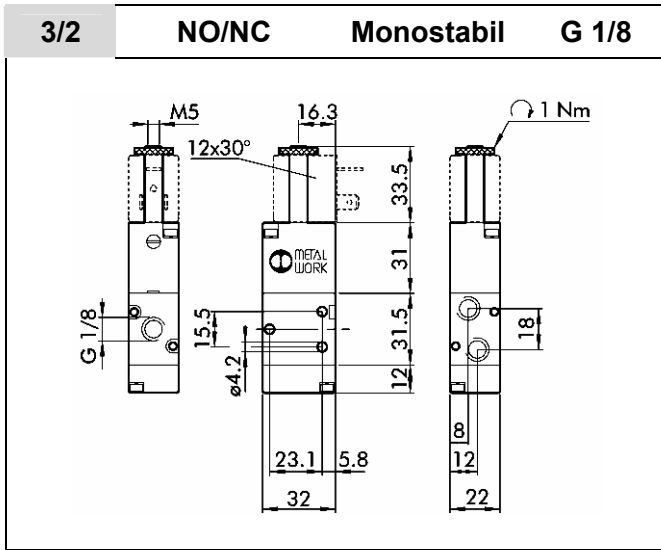 3/2 NO/NC Monostabil G 1/8
M5
16.3
1 Nm
12x30°
33.5
METAL
WORK
31
G 1/8
15.5
ø4.2
31.5
12
18
8
23.1
5.8
12
32
22